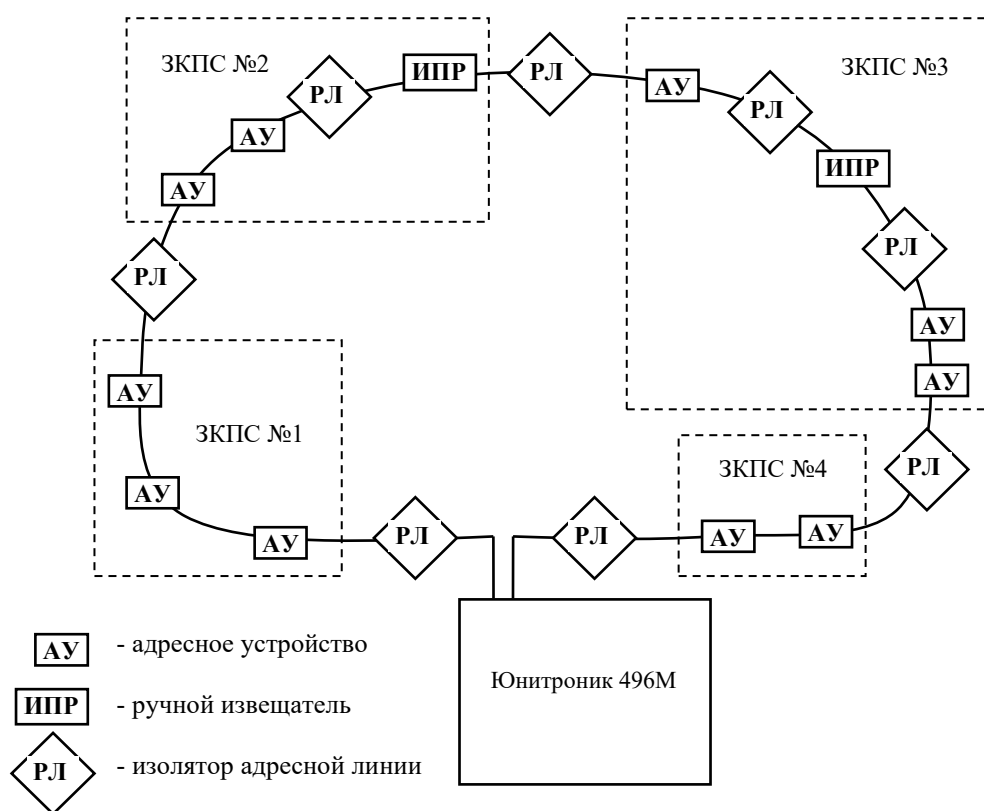 ЗКПС №2
ИПР
РЛ
ЗКПС №3
РЛ
АУ
РЛ
АУ
ИПР
АУ
РЛ
РЛ
АУ
АУ
АУ
ЗКПС №1
ЗКПС №4
РЛ
АУ
РЛ
РЛ
АУ
АУ
АУ
АУ - адресное устройство
Юнитроник 496М
ИПР - ручной извещатель
РЛ - изолятор адресной линии